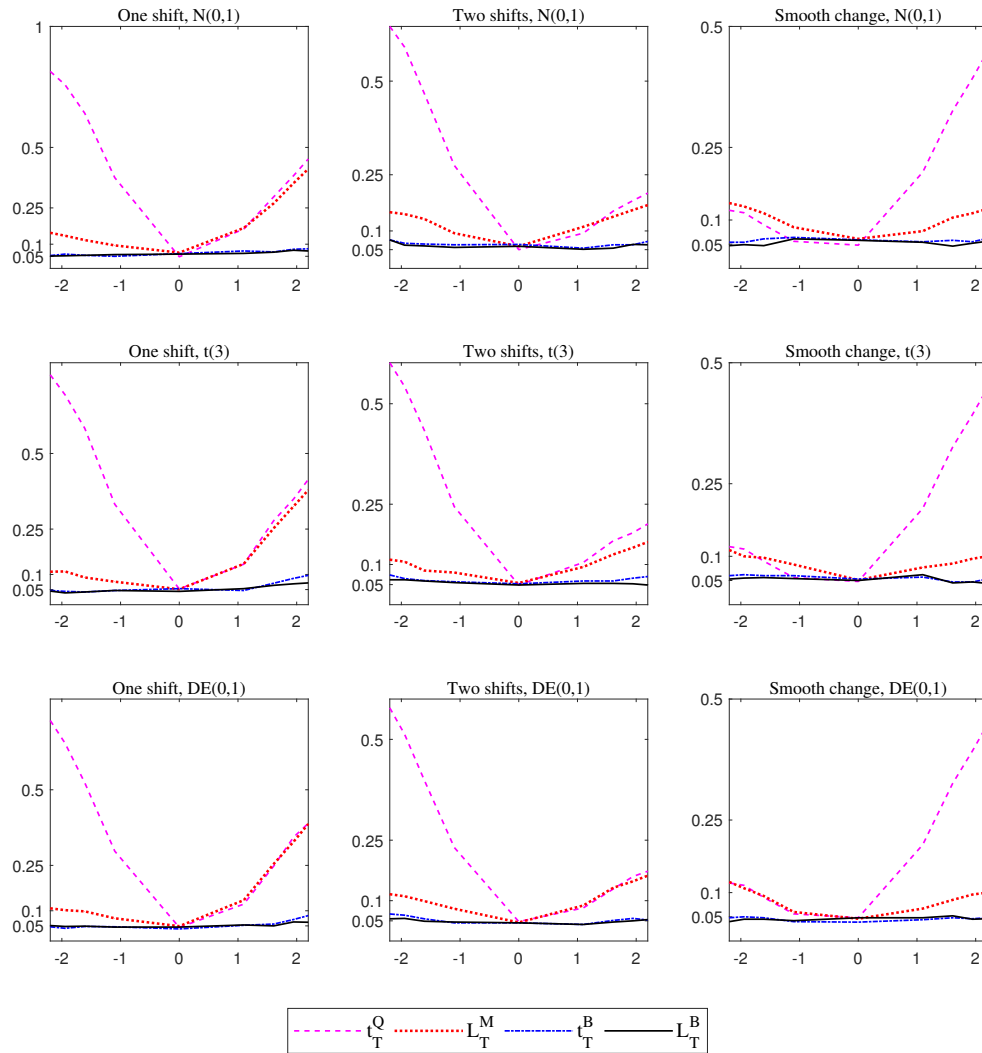 One shift, N(0,1)
1
0.5
0.25
0.1
0.05
-2 -1 0 1 2
Two shifts, N(0,1)
0.5
0.25
0.1
0.05
-2 -1 0 1 2
Smooth change, N(0,1)
0.5
0.25
0.1
0.05
-2 -1 0 1 2
One shift, t(3)
0.5
0.25
0.1
0.05
-2 -1 0 1 2
Two shifts, t(3)
0.5
0.25
0.1
0.05
-2 -1 0 1 2
Smooth change, t(3)
0.5
0.25
0.1
0.05
-2 -1 0 1 2
One shift, DE(0,1)
0.5
0.25
0.1
0.05
-2 -1 0 1 2
Two shifts, DE(0,1)
0.5
0.25
0.1
0.05
-2 -1 0 1 2
Smooth change, DE(0,1)
0.5
0.25
0.1
0.05
-2 -1 0 1 2
t_T^Q L_T^M t_T^B L_T^B